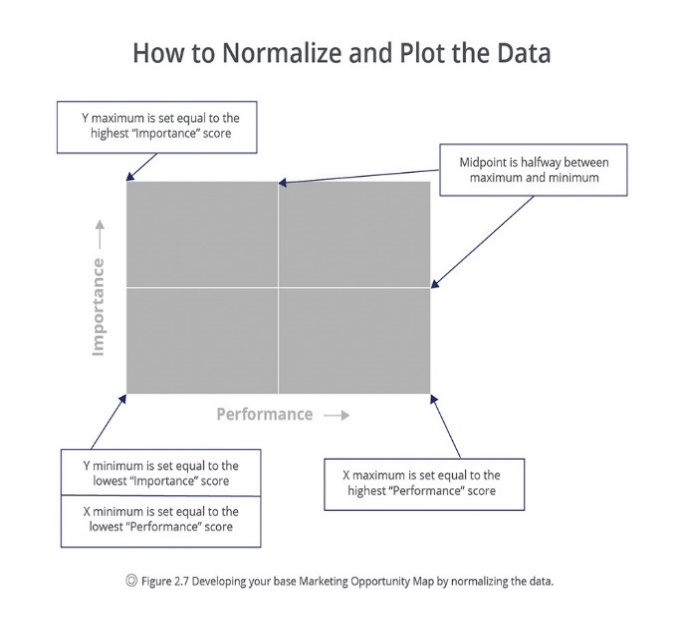 How to Normalize and Plot the Data
Y maximum is set equal to the
highest “Importance” score
Midpoint is halfway between
maximum and minimum
Importance
Performance
Y minimum is set equal to the
lowest “Importance” score
X minimum is set equal to the
lowest “Performance” score
X maximum is set equal to the
highest “Performance” score
Figure 2.7 Developing your base Marketing Opportunity Map by normalizing the data.